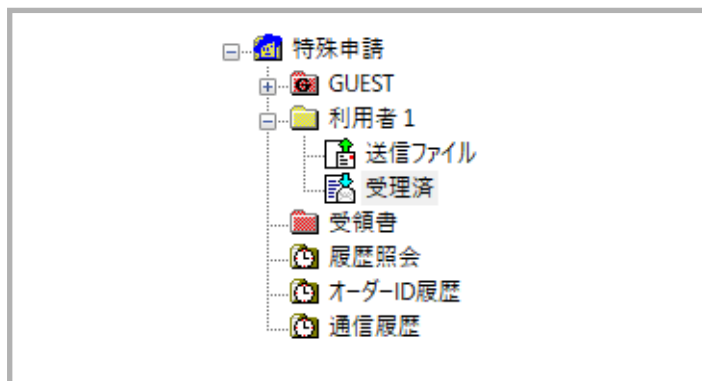 特殊申請
GUEST
利用者1
送信ファイル
受理済
受領書
履歴照会
オーダーID履歴
通信履歴